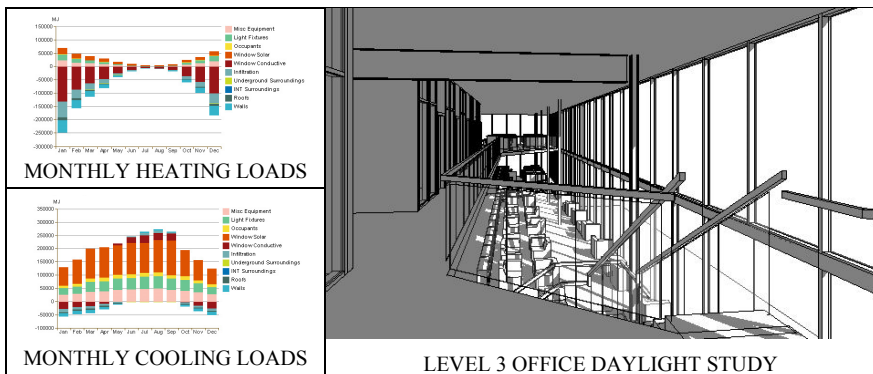 MJ
150000
100000
50000
0
-50000
-100000
-150000
-200000
-250000
-300000
Jan Feb Mar Apr May Jun Jul Aug Sep Oct Nov Dec
Misc Equipment
Light Fixtures
Occupants
Window Solar
Window Conductive
Infiltration
Underground Surroundings
INT Surroundings
Roofs
Walls
MONTHLY HEATING LOADS
MJ
350000
300000
250000
200000
150000
100000
50000
0
-50000
-100000
Jan Feb Mar Apr May Jun Jul Aug Sep Oct Nov Dec
Misc Equipment
Light Fixtures
Occupants
Window Solar
Window Conductive
Infiltration
Underground Surroundings
INT Surroundings
Roofs
Walls
MONTHLY COOLING LOADS
LEVEL 3 OFFICE DAYLIGHT STUDY